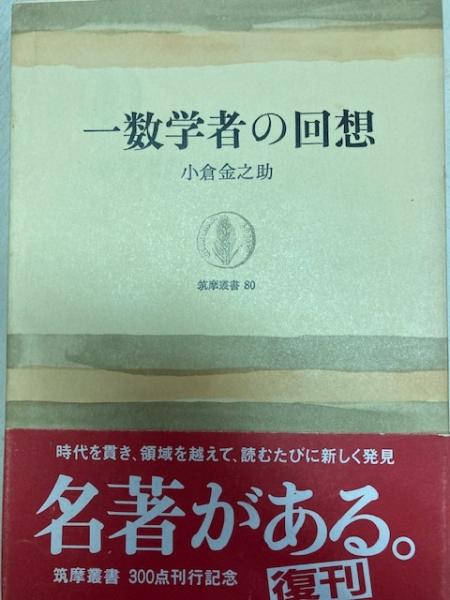 一数学者の回想
小倉金之助
筑摩叢書 80
時代を貫き、領域を越えて、読むたびに新しく発見
名著がある。
筑摩叢書 300点刊行記念
復刊